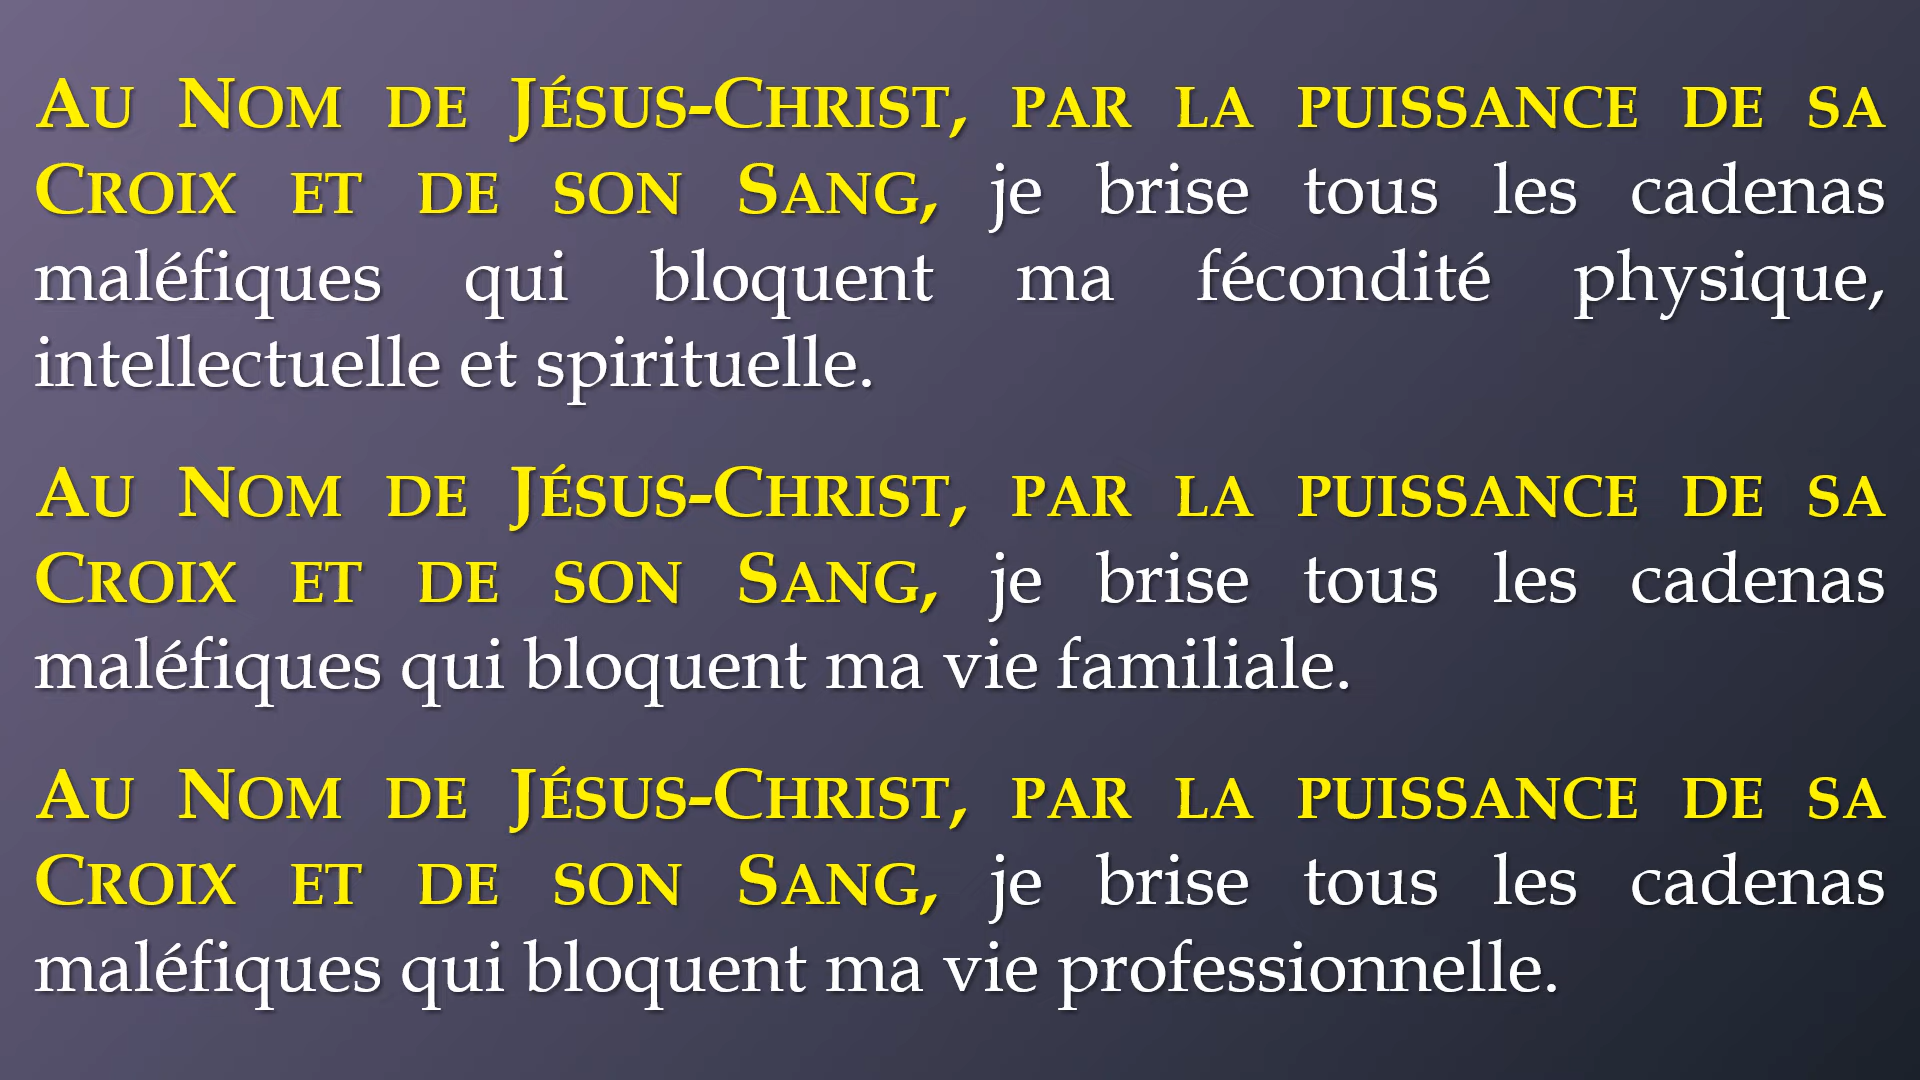 Au Nom de Jésus-Christ, par la puissance de sa
Croix et de son Sang, je brise tous les cadenas
maléfiques qui bloquent ma fécondité physique,
intellectuelle et spirituelle.
Au Nom de Jésus-Christ, par la puissance de sa
Croix et de son Sang, je brise tous les cadenas
maléfiques qui bloquent ma vie familiale.
Au Nom de Jésus-Christ, par la puissance de sa
Croix et de son Sang, je brise tous les cadenas
maléfiques qui bloquent ma vie professionnelle.